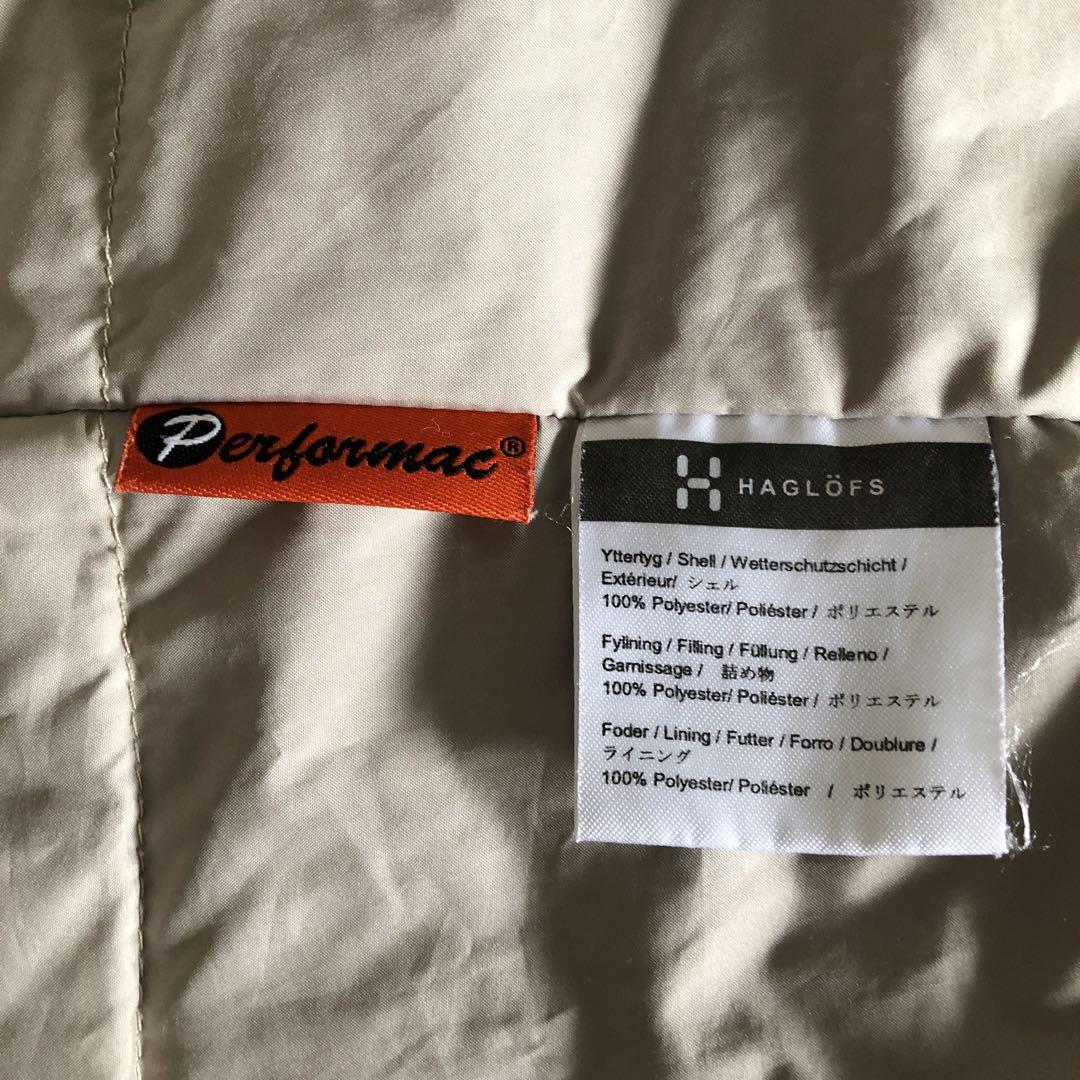 Performac®
HAGLÖFS
Yttertyg / Shell / Wetterschutzschicht /
Extérieur/ シェル
100% Polyester/ Poliéster / ポリエステル
Fyllning / Filling / Füllung / Relleno /
Garnissage / 詰め物
100% Polyester/ Poliéster / ポリエステル
Foder / Lining / Futter / Forro / Doublure /
ライニング
100% Polyester/ Poliéster / ポリエステル